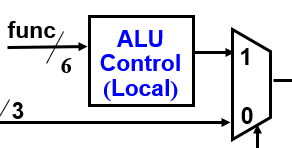 func
6
ALU
Control
(Local)
1
3
0